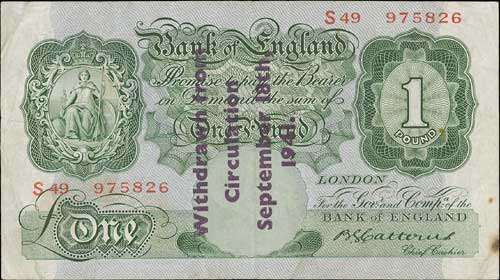 S49 975826
Bank of England
Promise to pay the Bearer
on Demand the sum of
One Pound
1
POUND
LONDON
For the Govr. and Compa. of the
BANK OF ENGLAND
B.G. Catterns
Chief Cashier
S49 975826
£One
Withdrawn from
Circuation
September 18th
1941.